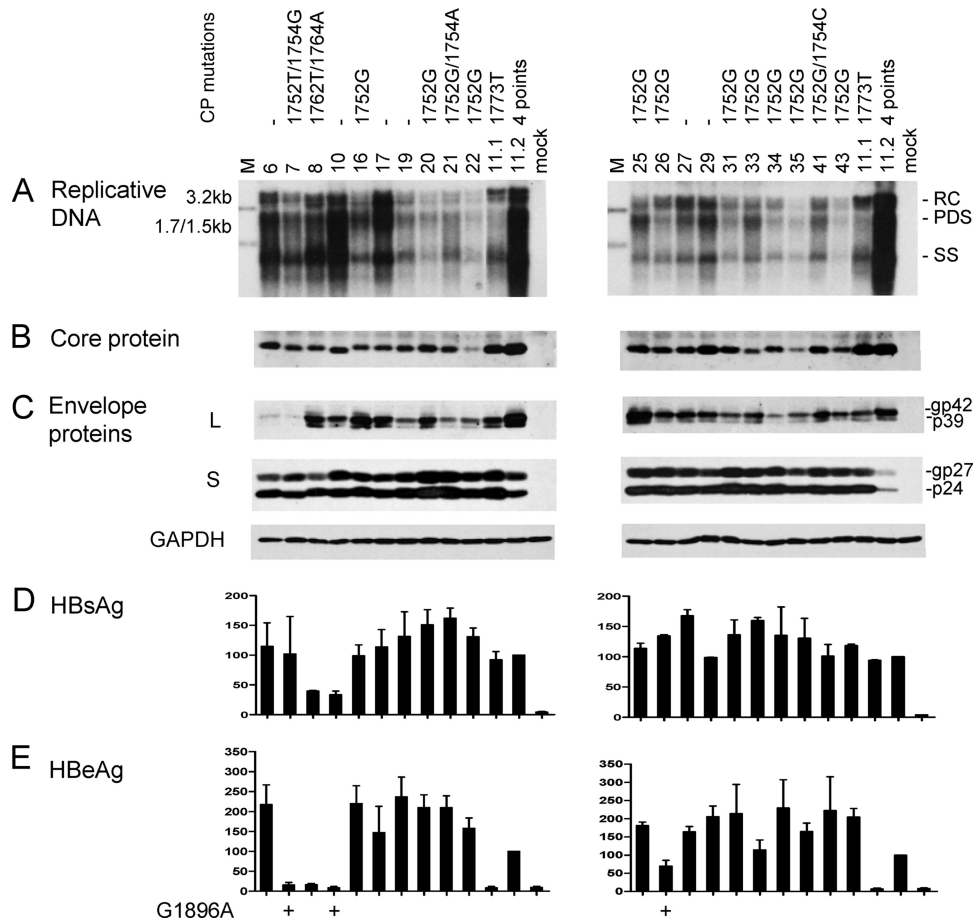 CP mutations
-
1752T/1754G
1762T/1764A
-
1752G
-
-
1752G
1752G/1754A
1752G
1773T
4 points
1752G
1752G
-
-
1752G
1752G
1752G
1752G
1752G/1754C
1752G
1773T
4 points
M 6 7 8 10 16 17 19 20 21 22 11.1 11.2 mock
M 25 26 27 29 31 33 34 35 41 43 11.1 11.2 mock
A Replicative DNA
3.2kb
1.7/1.5kb
- RC
- PDS
- SS
B Core protein
C Envelope proteins
L
-gp42
-p39
S
-gp27
-p24
GAPDH
D HBsAg
200
150
100
50
0
200
150
100
50
0
E HBeAg
350
300
250
200
150
100
50
0
350
300
250
200
150
100
50
0
G1896A + + +